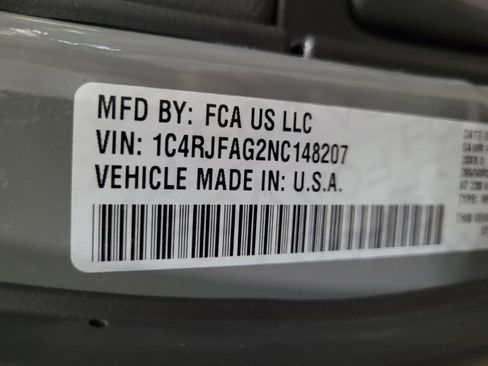 MFD BY: FCA US LLC
VIN: 1C4RJFAG2NC148207
VEHICLE MADE IN: U.S.A.